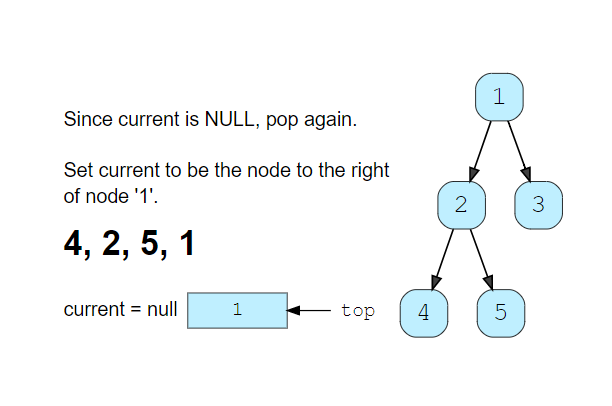 Since current is NULL, pop again.
Set current to be the node to the right
of node '1'.
4, 2, 5, 1
current = null
1
top
1
2
3
4
5